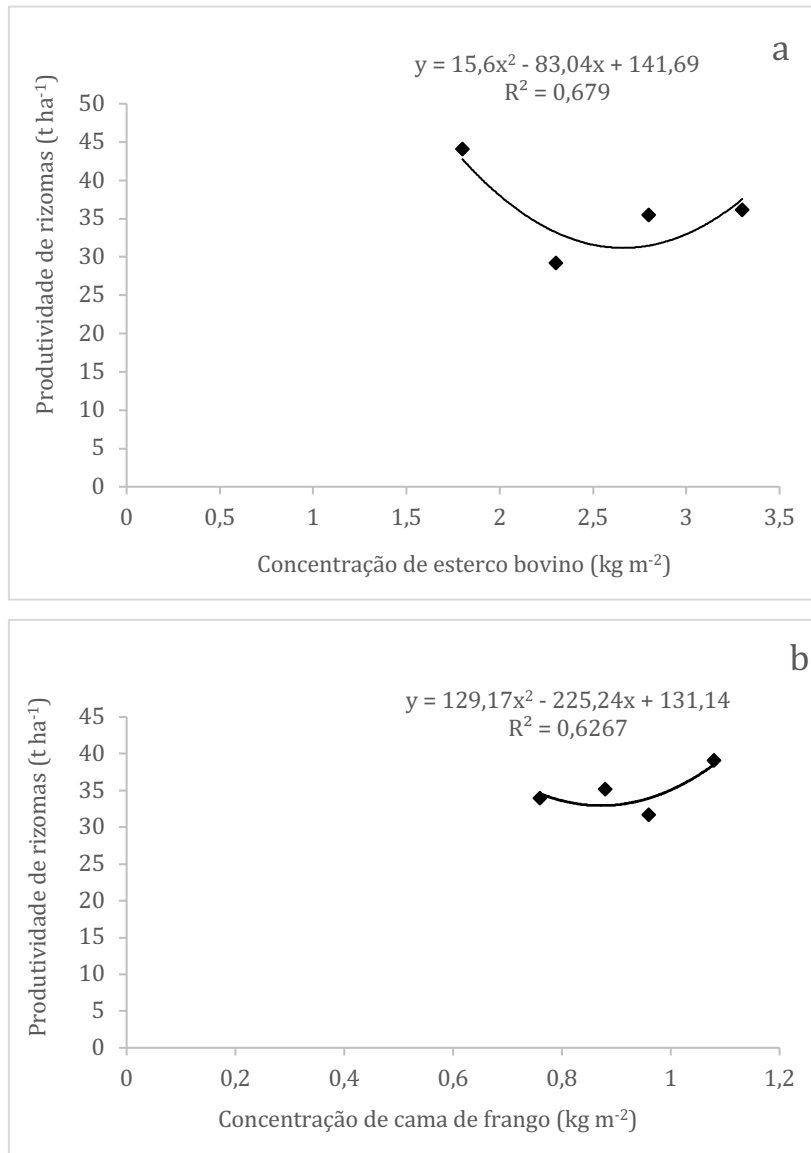 a
y = 15,6x² - 83,04x + 141,69
R² = 0,679
Produtividade de rizomas (t ha⁻¹)
50
45
40
35
30
25
20
15
10
5
0
0 0,5 1 1,5 2 2,5 3 3,5
Concentração de esterco bovino (kg m⁻²)
b
y = 129,17x² - 225,24x + 131,14
R² = 0,6267
Produtividade de rizomas (t ha⁻¹)
45
40
35
30
25
20
15
10
5
0
0 0,2 0,4 0,6 0,8 1 1,2
Concentração de cama de frango (kg m⁻²)